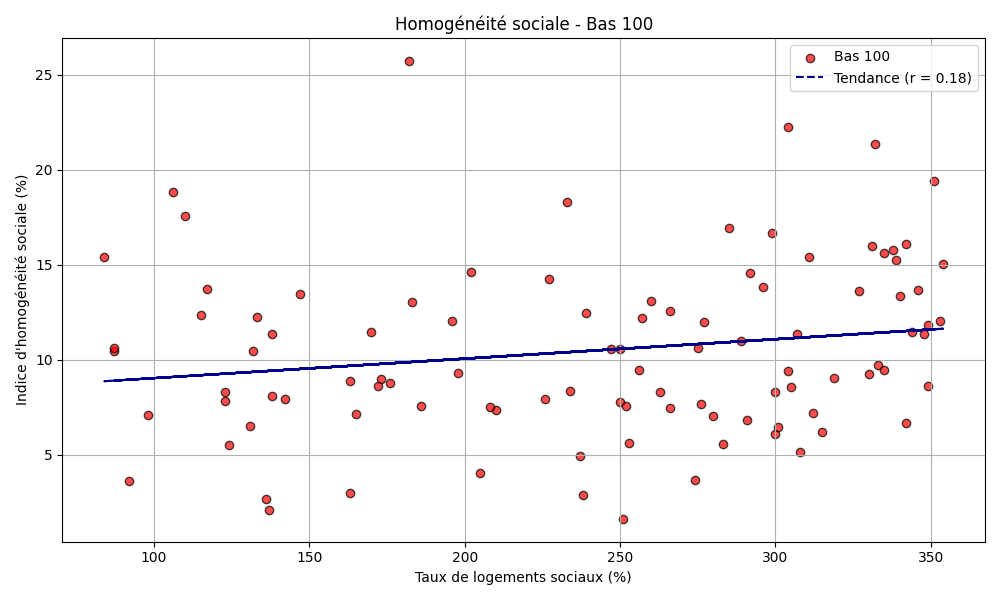 Homogénéité sociale - Bas 100
Bas 100
Tendance (r = 0.18)
Indice d'homogénéité sociale (%)
25
20
15
10
5
100
150
200
250
300
350
Taux de logements sociaux (%)